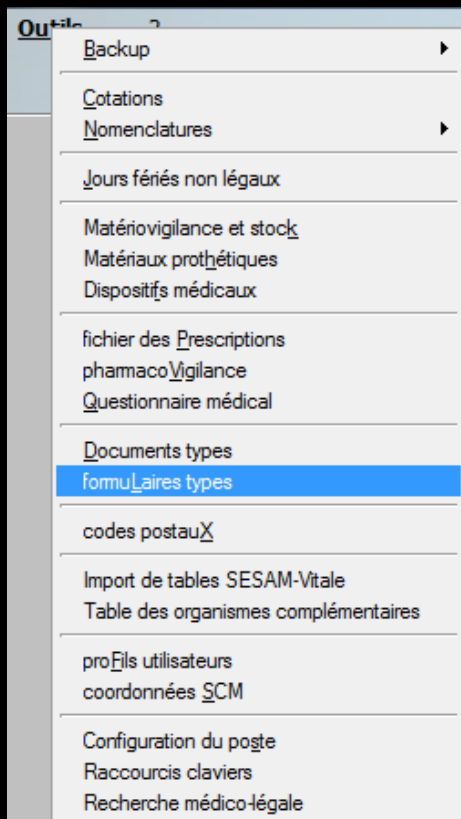 Outils ?
Backup
Cotations
Nomenclatures
Jours fériés non légaux
Matériovigilance et stock
Matériaux prothétiques
Dispositifs médicaux
fichier des Prescriptions
pharmacoVigilance
Questionnaire médical
Documents types
formuLaires types
codes postauX
Import de tables SESAM-Vitale
Table des organismes complémentaires
proFils utilisateurs
coordonnées SCM
Configuration du poste
Raccourcis claviers
Recherche médico-légale